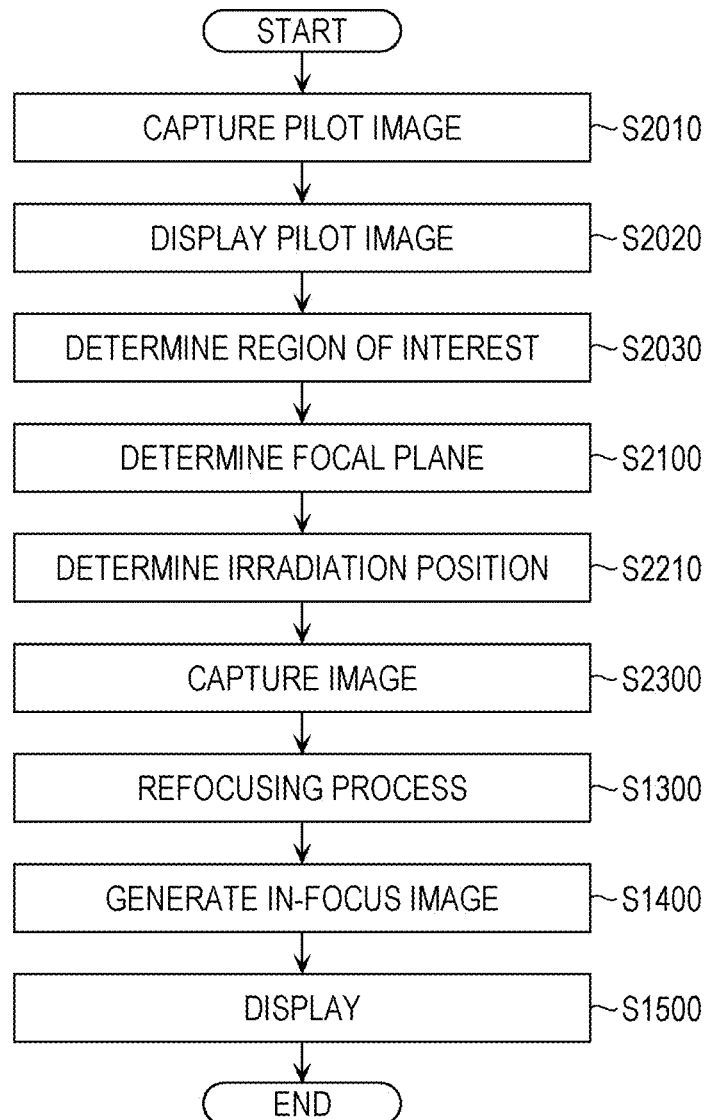 START
CAPTURE PILOT IMAGE
S2010
DISPLAY PILOT IMAGE
S2020
DETERMINE REGION OF INTEREST
S2030
DETERMINE FOCAL PLANE
S2100
DETERMINE IRRADIATION POSITION
S2210
CAPTURE IMAGE
S2300
REFOCUSING PROCESS
S1300
GENERATE IN-FOCUS IMAGE
S1400
DISPLAY
S1500
END